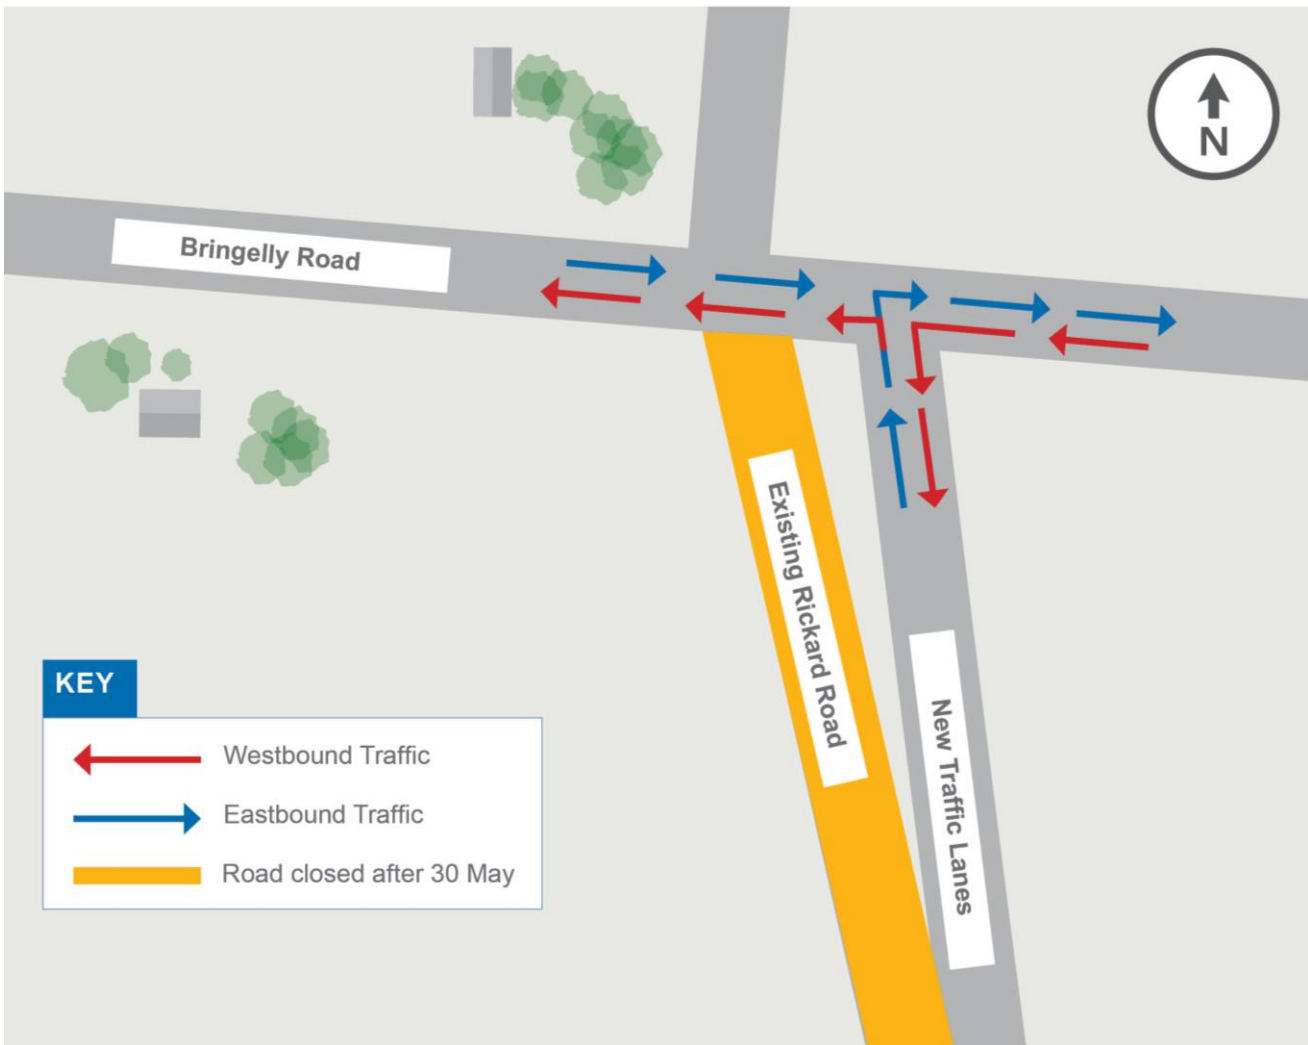 N
Bringelly Road
Existing Rickard Road
New Traffic Lanes
KEY
Westbound Traffic
Eastbound Traffic
Road closed after 30 May